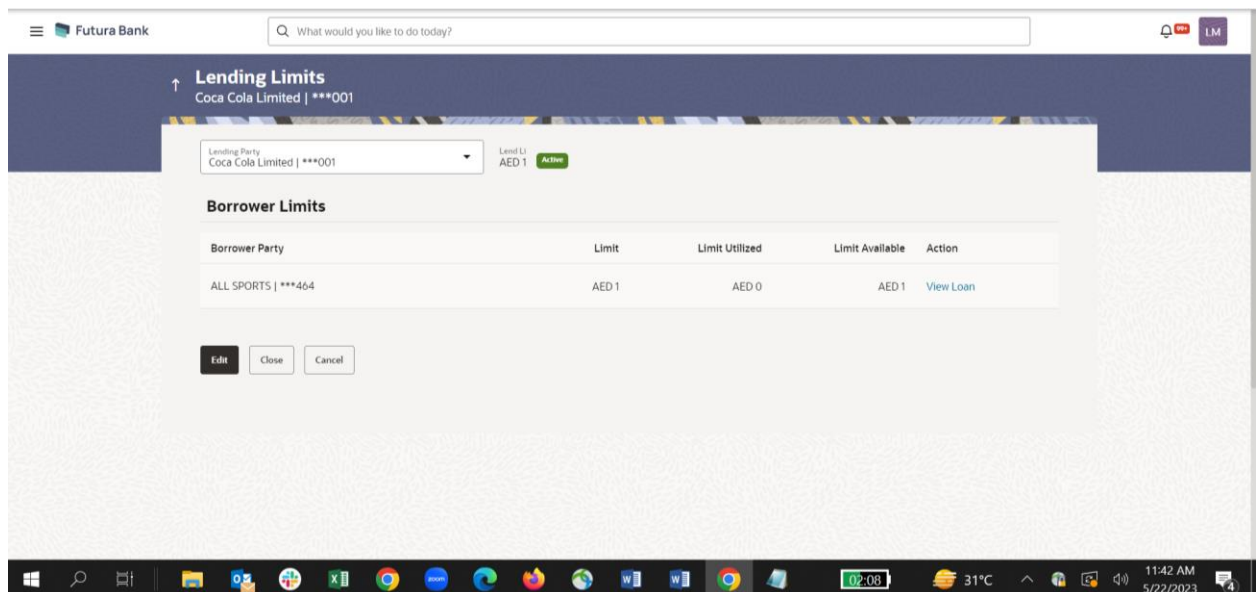 Futura Bank
What would you like to do today?
99+
LM
Lending Limits
Coca Cola Limited | ***001
Lending Party
Coca Cola Limited | ***001
Lend Li
AED 1 Active
Borrower Limits
Borrower Party Limit Limit Utilized Limit Available Action
ALL SPORTS | ***464 AED 1 AED 0 AED 1 View Loan
Edit Close Cancel
zoom
02:08
31°C
11:42 AM
5/22/2023
4